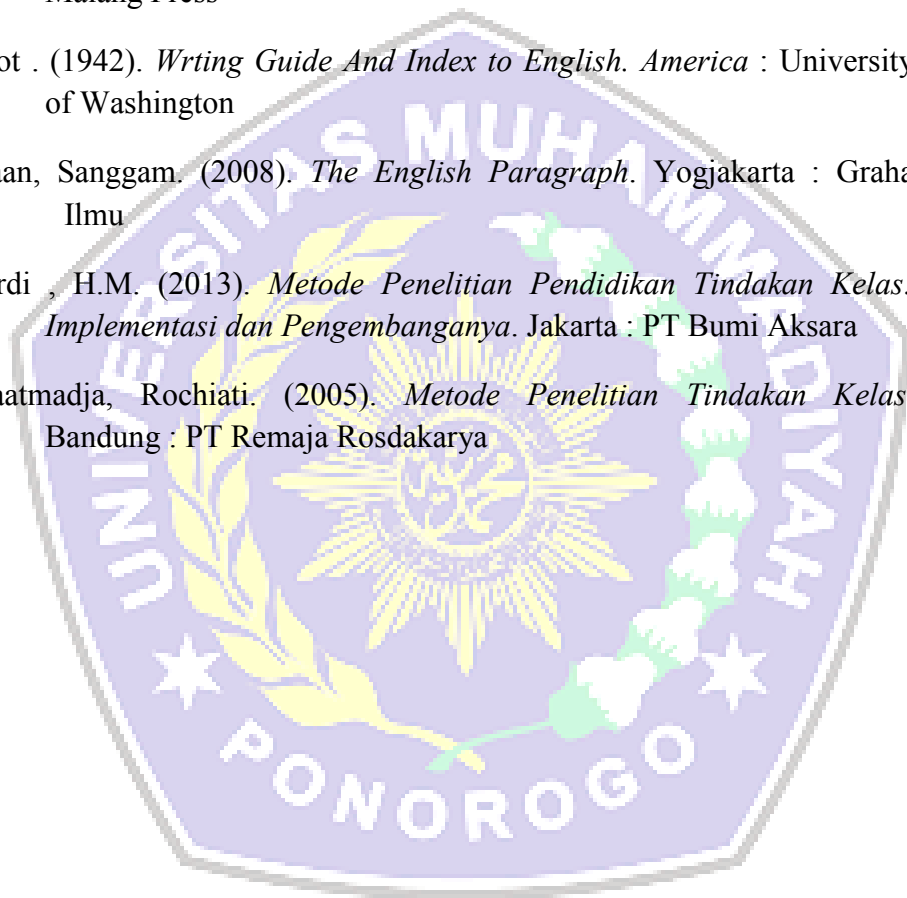 Malang Press
ot . (1942). Wrting Guide And Index to English. America : University
of Washington
an, Sanggam. (2008). The English Paragraph. Yogjakarta : Graha
Ilmu
rdi , H.M. (2013). Metode Penelitian Pendidikan Tindakan Kelas.
Implementasi dan Pengembanganya. Jakarta : PT Bumi Aksara
atmadja, Rochiati. (2005). Metode Penelitian Tindakan Kelas
Bandung : PT Remaja Rosdakarya
UNIVERSITAS MUHAMMADIYAH
PONOROGO